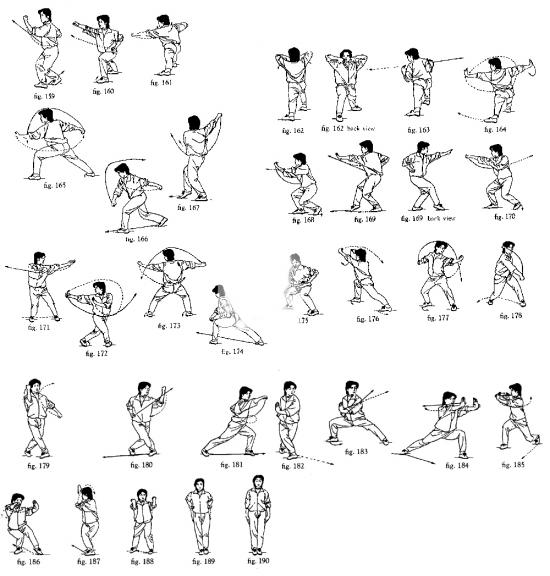 fig. 159
fig. 160
fig. 161
fig. 162
fig. 162 back view
fig. 163
fig. 164
fig. 165
fig. 166
fig. 167
fig. 168
fig. 169
fig. 169 back view
fig. 170
fig. 171
fig. 172
fig. 173
fig. 174
175
fig. 176
fig. 177
fig. 178
fig. 179
fig. 180
fig. 181
fig. 182
fig. 183
fig. 184
fig. 185
fig. 186
fig. 187
fig. 188
fig. 189
fig. 190